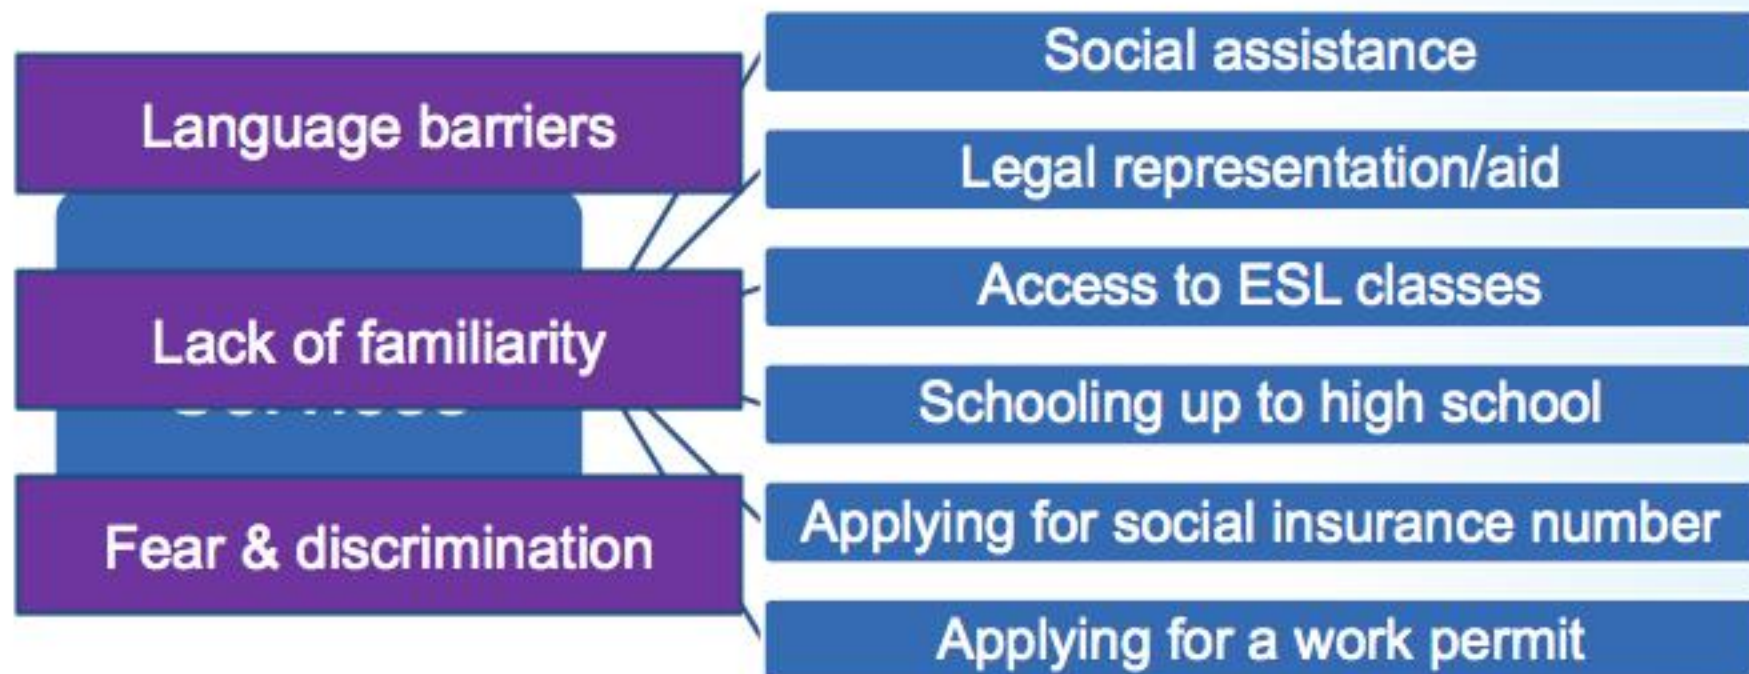 Language barriers
Lack of familiarity
Fear & discrimination
Social assistance
Legal representation/aid
Access to ESL classes
Schooling up to high school
Applying for social insurance number
Applying for a work permit